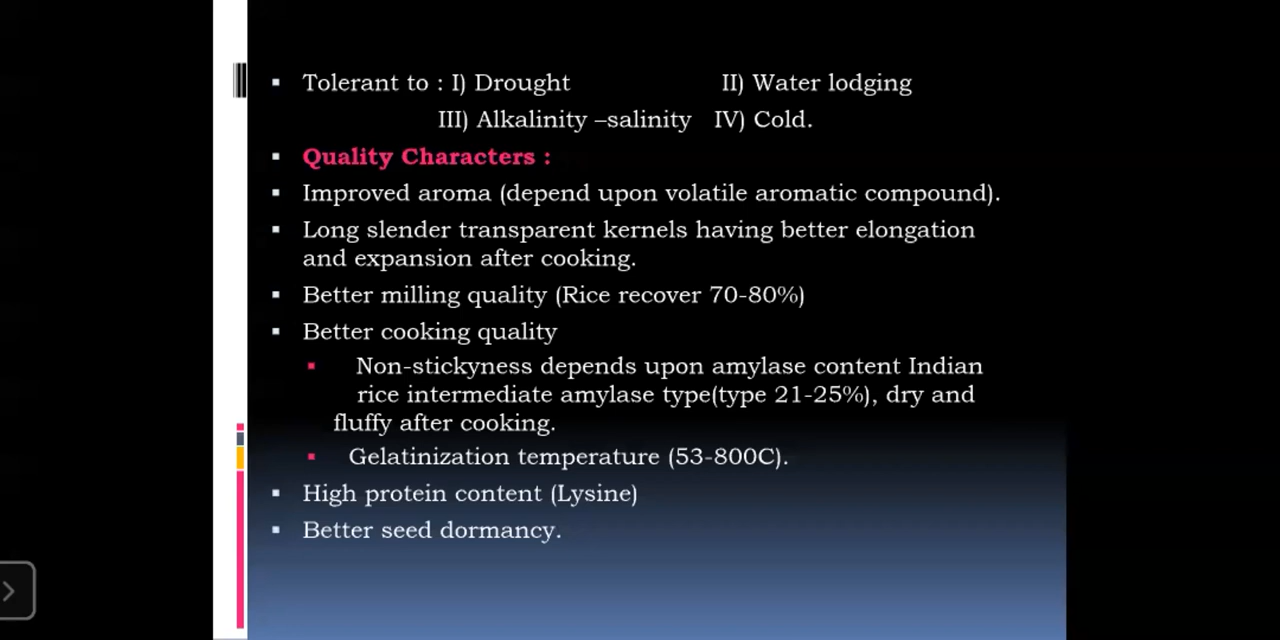 Tolerant to : I) Drought II) Water lodging
III) Alkalinity –salinity IV) Cold.
Quality Characters :
Improved aroma (depend upon volatile aromatic compound).
Long slender transparent kernels having better elongation
and expansion after cooking.
Better milling quality (Rice recover 70-80%)
Better cooking quality
Non-stickyness depends upon amylase content Indian
rice intermediate amylase type(type 21-25%), dry and
fluffy after cooking.
Gelatinization temperature (53-800C).
High protein content (Lysine)
Better seed dormancy.